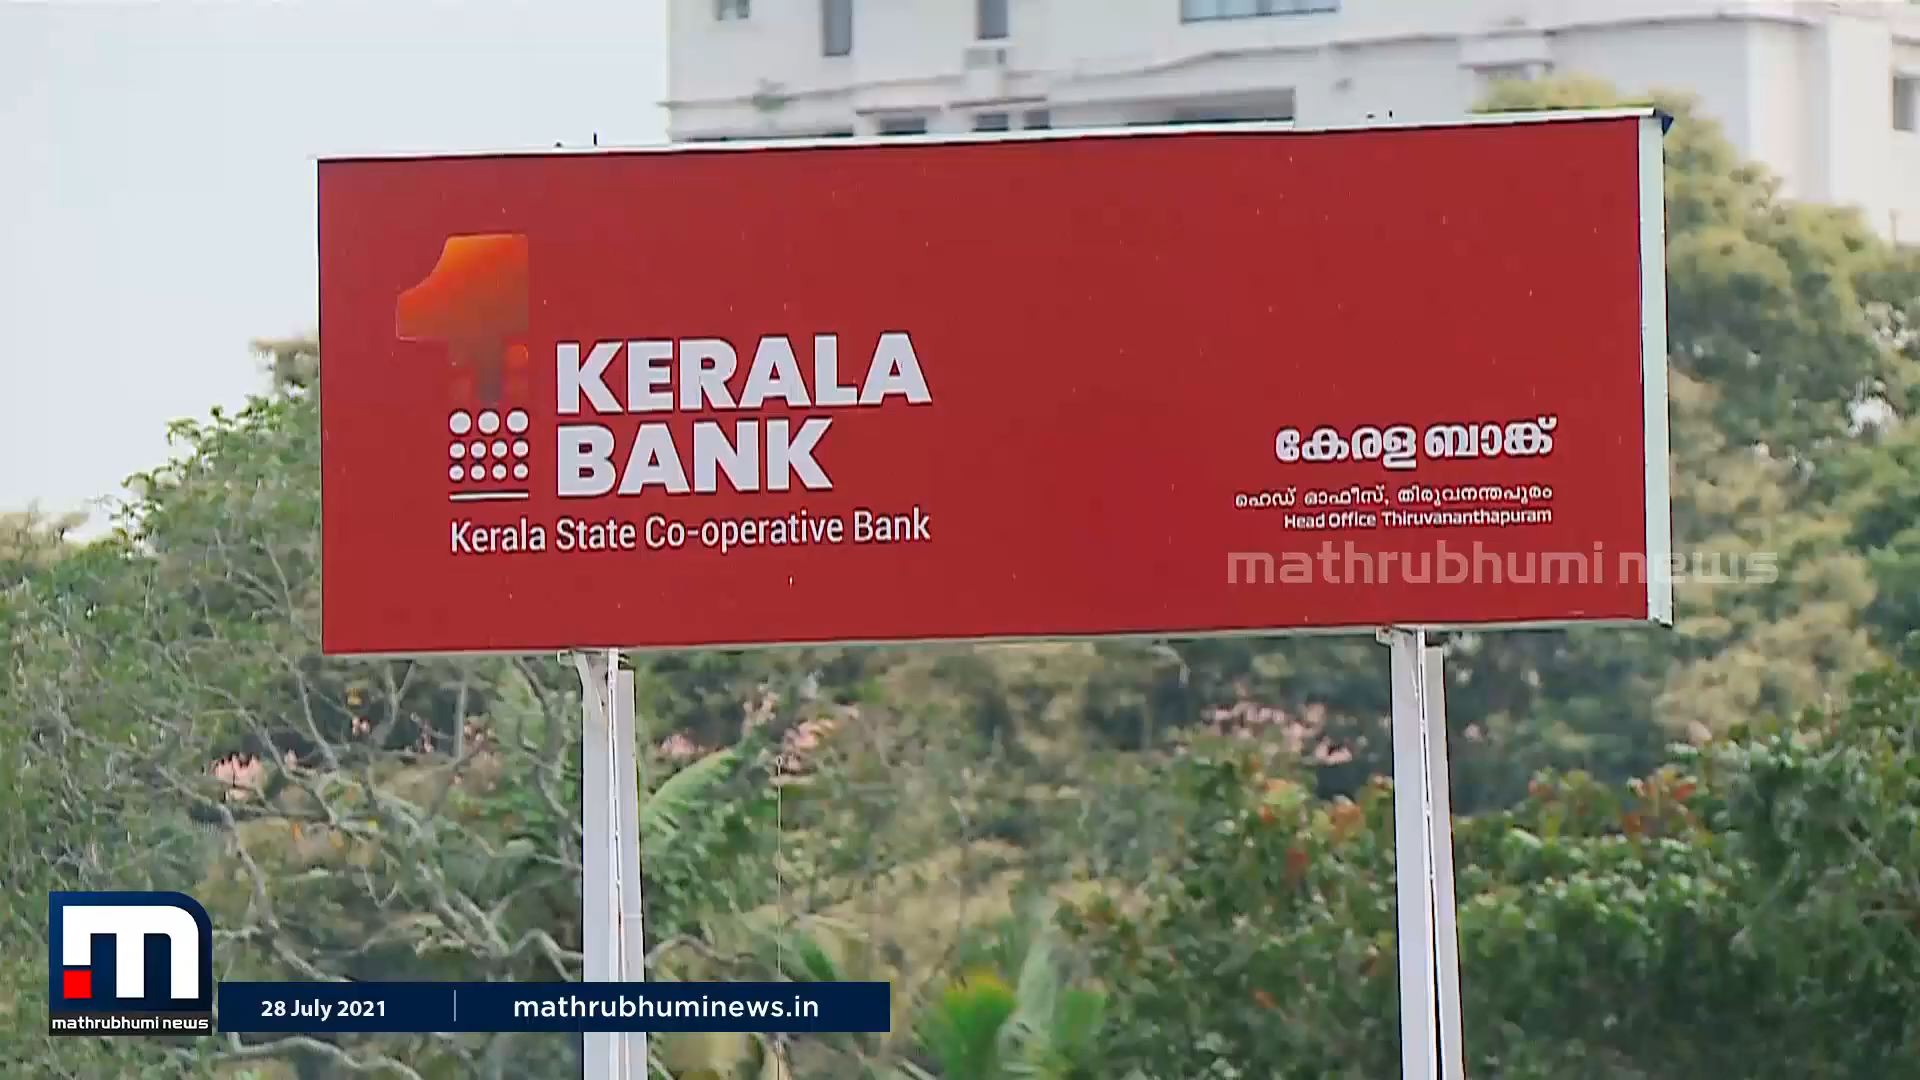 KERALA
BANK
Kerala State Co-operative Bank
കേരള ബാങ്ക്
ഹെഡ് ഓഫീസ്, തിരുവനന്തപുരം
Head Office Thiruvananthapuram
mathrubhumi news
mathrubhumi news
28 July 2021
mathrubhuminews.in